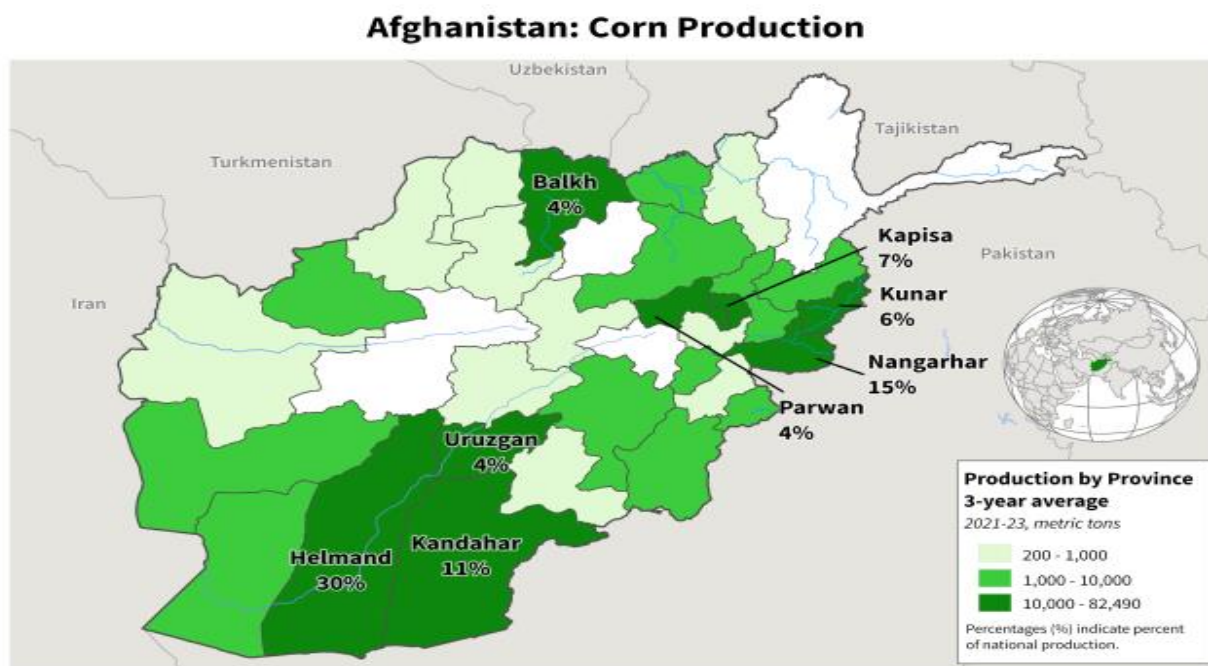 Afghanistan: Corn Production
Uzbekistan
Tajikistan
Turkmenistan
Balkh
4%
Kapisa
7%
Pakistan
Iran
Kunar
6%
Nangarhar
15%
Parwan
4%
Uruzgan
4%
Helmand
30%
Kandahar
11%
Production by Province
3-year average
2021-23, metric tons
200 - 1,000
1,000 - 10,000
10,000 - 82,490
Percentages (%) indicate percent
of national production.